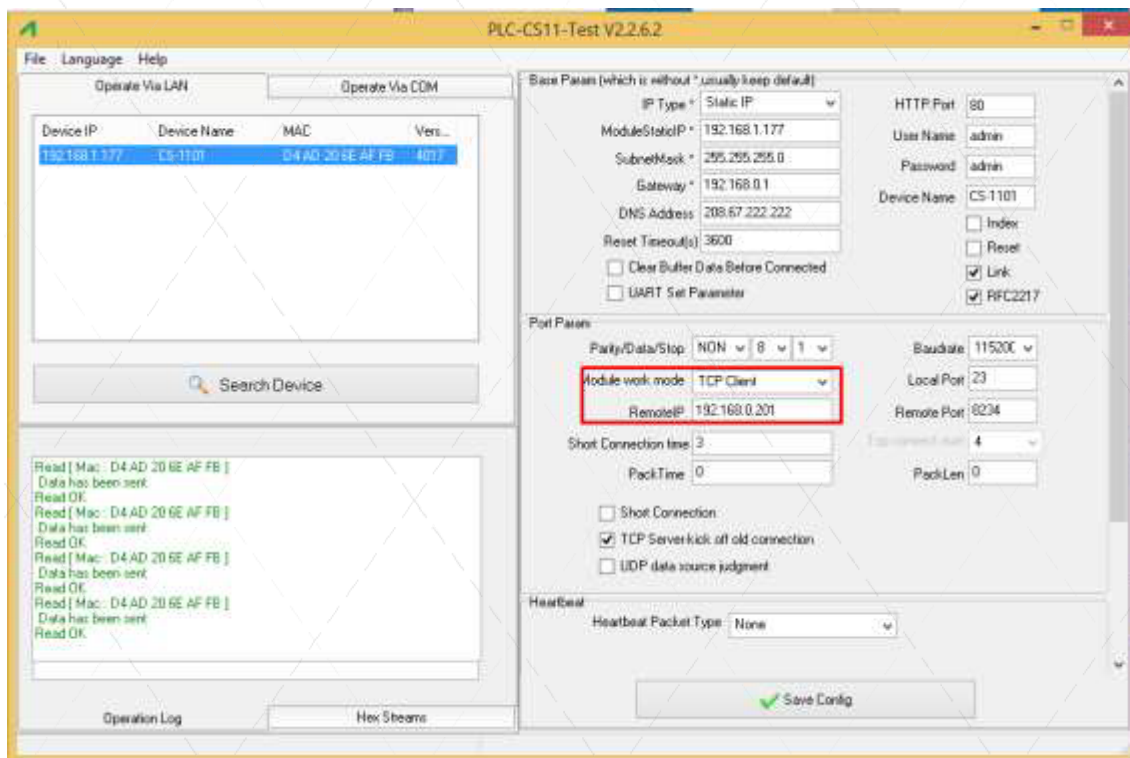 PLC-CS11-Test V2.2.6.2
File Language Help
Operate Via LAN Operate Via COM
Device IP Device Name MAC Vers...
192.168.1.177 CS-1101 D4 AD 20 6E AF FB 4017
Search Device
Read [ Mac : D4 AD 20 6E AF FB ]
Data has been sent
Read OK
Read [ Mac : D4 AD 20 6E AF FB ]
Data has been sent
Read OK
Read [ Mac : D4 AD 20 6E AF FB ]
Data has been sent
Read OK
Read [ Mac : D4 AD 20 6E AF FB ]
Data has been sent
Read OK
Operation Log Hex Streams
Base Param (which is without *,usually keep default)
IP Type * Static IP HTTP Port 80
ModuleStaticIP * 192.168.1.177 User Name admin
SubnetMask * 255.255.255.0 Password admin
Gateway * 192.168.0.1 Device Name CS-1101
DNS Address 208.67.222.222 Index
Reset Timeout(s) 3600 Reset
Clear Buffer Data Before Connected Link
UART Set Parameter RFC2217
Port Param
Parity/Data/Stop NON 8 1 Baudrate 11520
Module work mode TCP Client Local Port 23
RemoteIP 192.168.0.201 Remote Port 8234
Short Connection time 3 4
PackTime 0 PackLen 0
Short Connection
TCP Server-kick off old connection
UDP data source judgment
Heartbeat
Heartbeat Packet Type None
Save Config